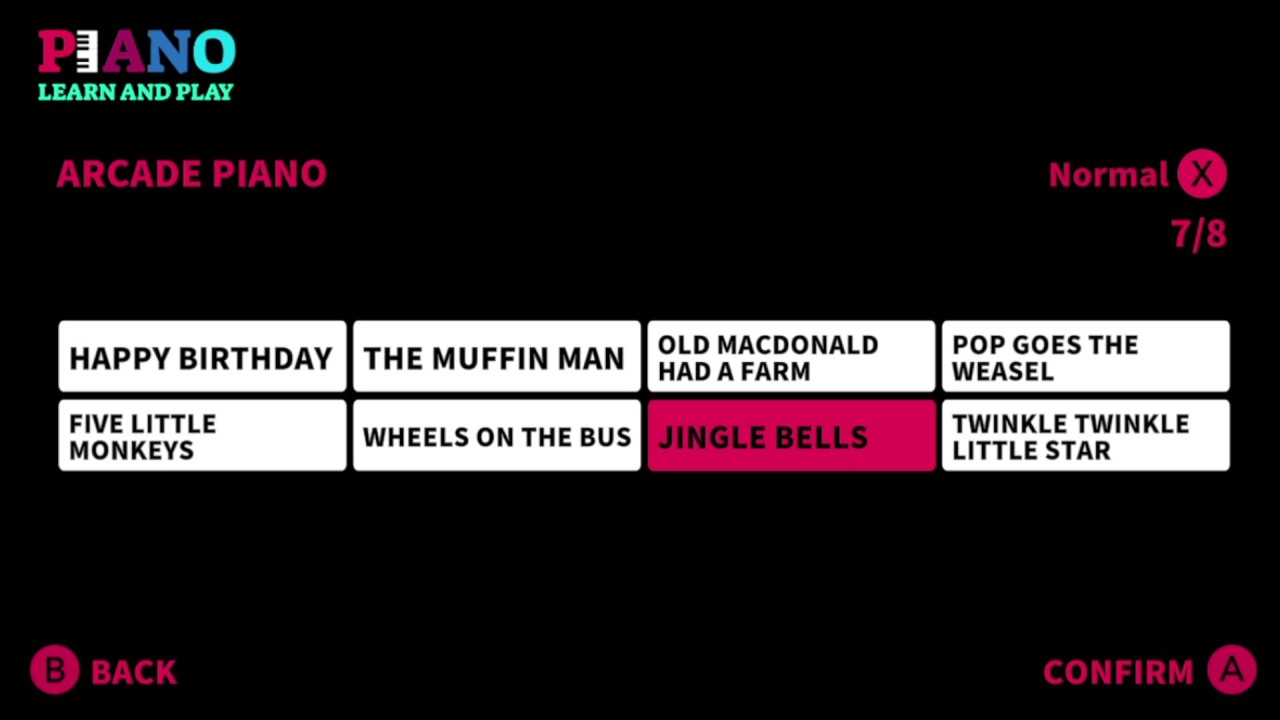 PIANO
LEARN AND PLAY
ARCADE PIANO
Normal X
7/8
HAPPY BIRTHDAY
THE MUFFIN MAN
OLD MACDONALD
HAD A FARM
POP GOES THE
WEASEL
FIVE LITTLE
MONKEYS
WHEELS ON THE BUS
JINGLE BELLS
TWINKLE TWINKLE
LITTLE STAR
B BACK
CONFIRM A